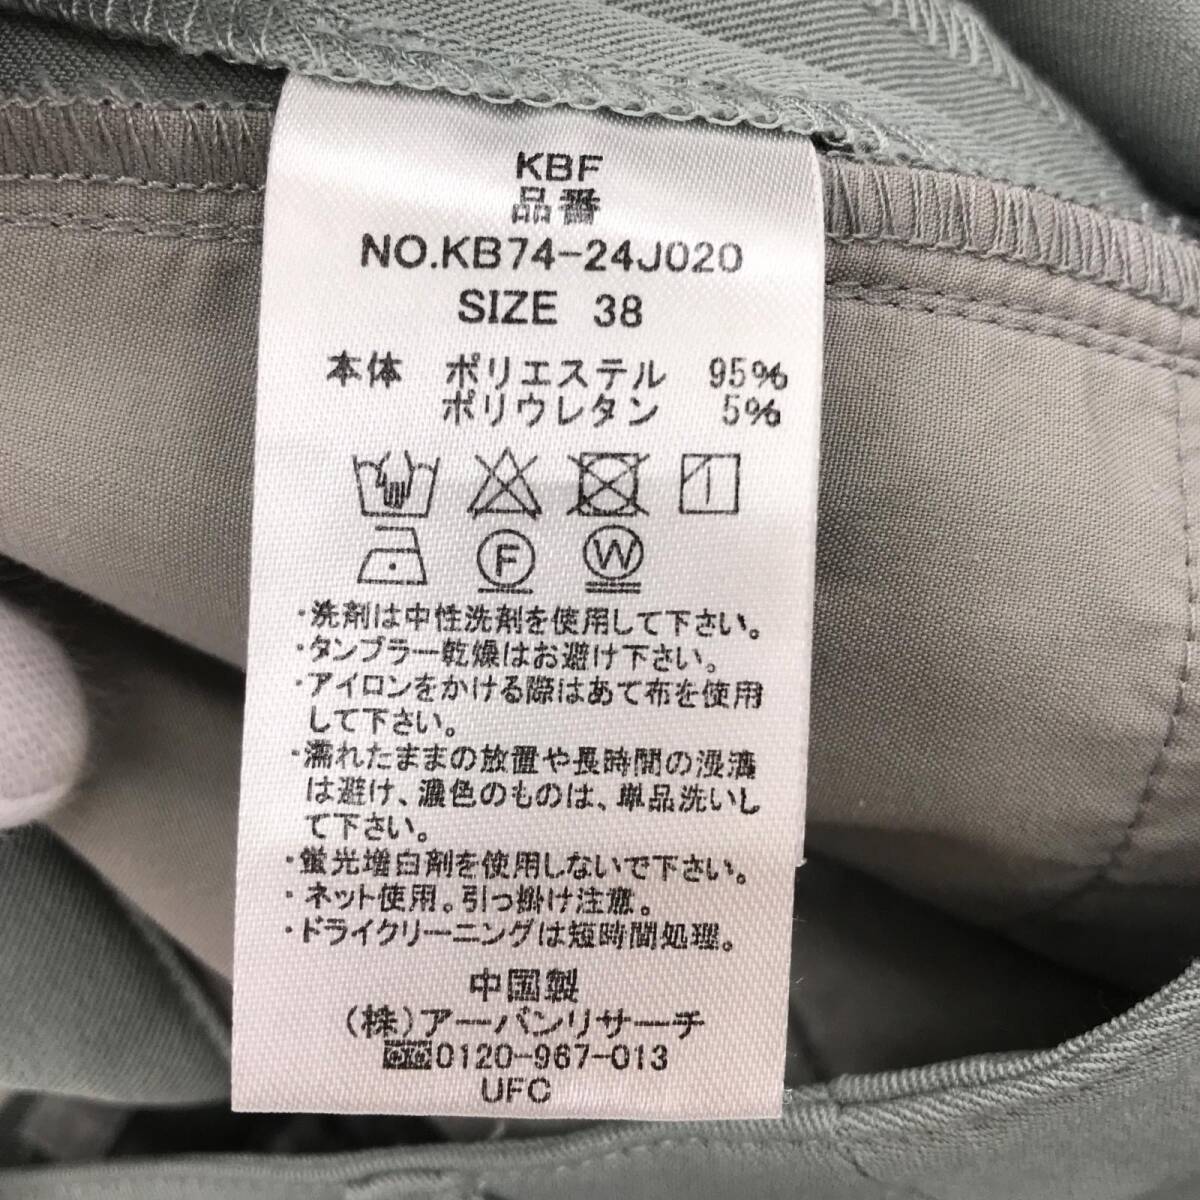 KBF
品番
NO.KB74-24J020
SIZE 38
本体 ポリエステル 95%
ポリウレタン 5%
F W
・洗剤は中性洗剤を使用して下さい。
・タンブラー乾燥はお避け下さい。
・アイロンをかける際はあて布を使用
して下さい。
・濡れたままの放置や長時間の浸漬
は避け、濃色のものは、単品洗いし
て下さい。
・蛍光増白剤を使用しないで下さい。
・ネット使用。引っ掛け注意。
・ドライクリーニングは短時間処理。
中国製
(株)アーバンリサーチ
0120-967-013
UFC